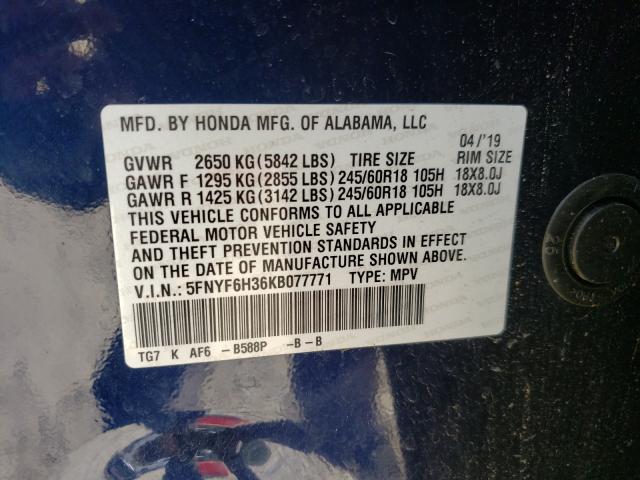 MFD. BY HONDA MFG. OF ALABAMA, LLC
04/'19
GVWR 2650 KG (5842 LBS) TIRE SIZE RIM SIZE
GAWR F 1295 KG (2855 LBS) 245/60R18 105H 18X8.0J
GAWR R 1425 KG (3142 LBS) 245/60R18 105H 18X8.0J
THIS VEHICLE CONFORMS TO ALL APPLICABLE
FEDERAL MOTOR VEHICLE SAFETY
AND THEFT PREVENTION STANDARDS IN EFFECT
ON THE DATE OF MANUFACTURE SHOWN ABOVE.
V.I.N.: 5FNYF6H36KB077771 TYPE: MPV
TG7 K AF6 - B588P - B - B